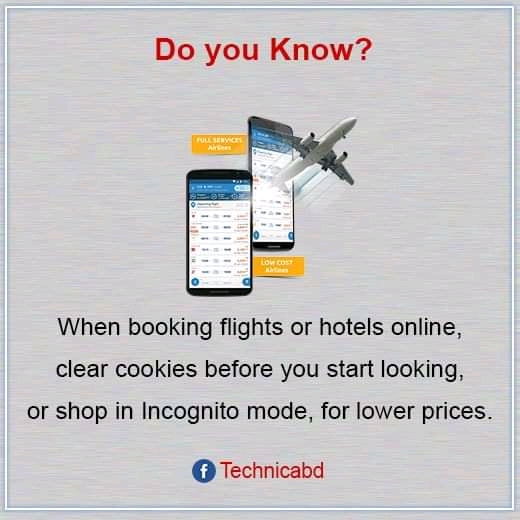 Do you Know?
FULL SERVICES
Airlines
LOW COST
Airlines
When booking flights or hotels online,
clear cookies before you start looking,
or shop in Incognito mode, for lower prices.
Technicabd